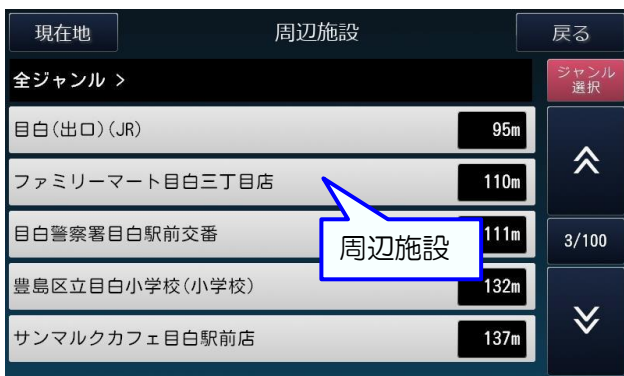 現在地
周辺施設
戻る
全ジャンル >
ジャンル
選択
目白(出口)(JR)
95m
ファミリーマート目白三丁目店
110m
目白警察署目白駅前交番
111m
周辺施設
3/100
豊島区立目白小学校(小学校)
132m
サンマルクカフェ目白駅前店
137m